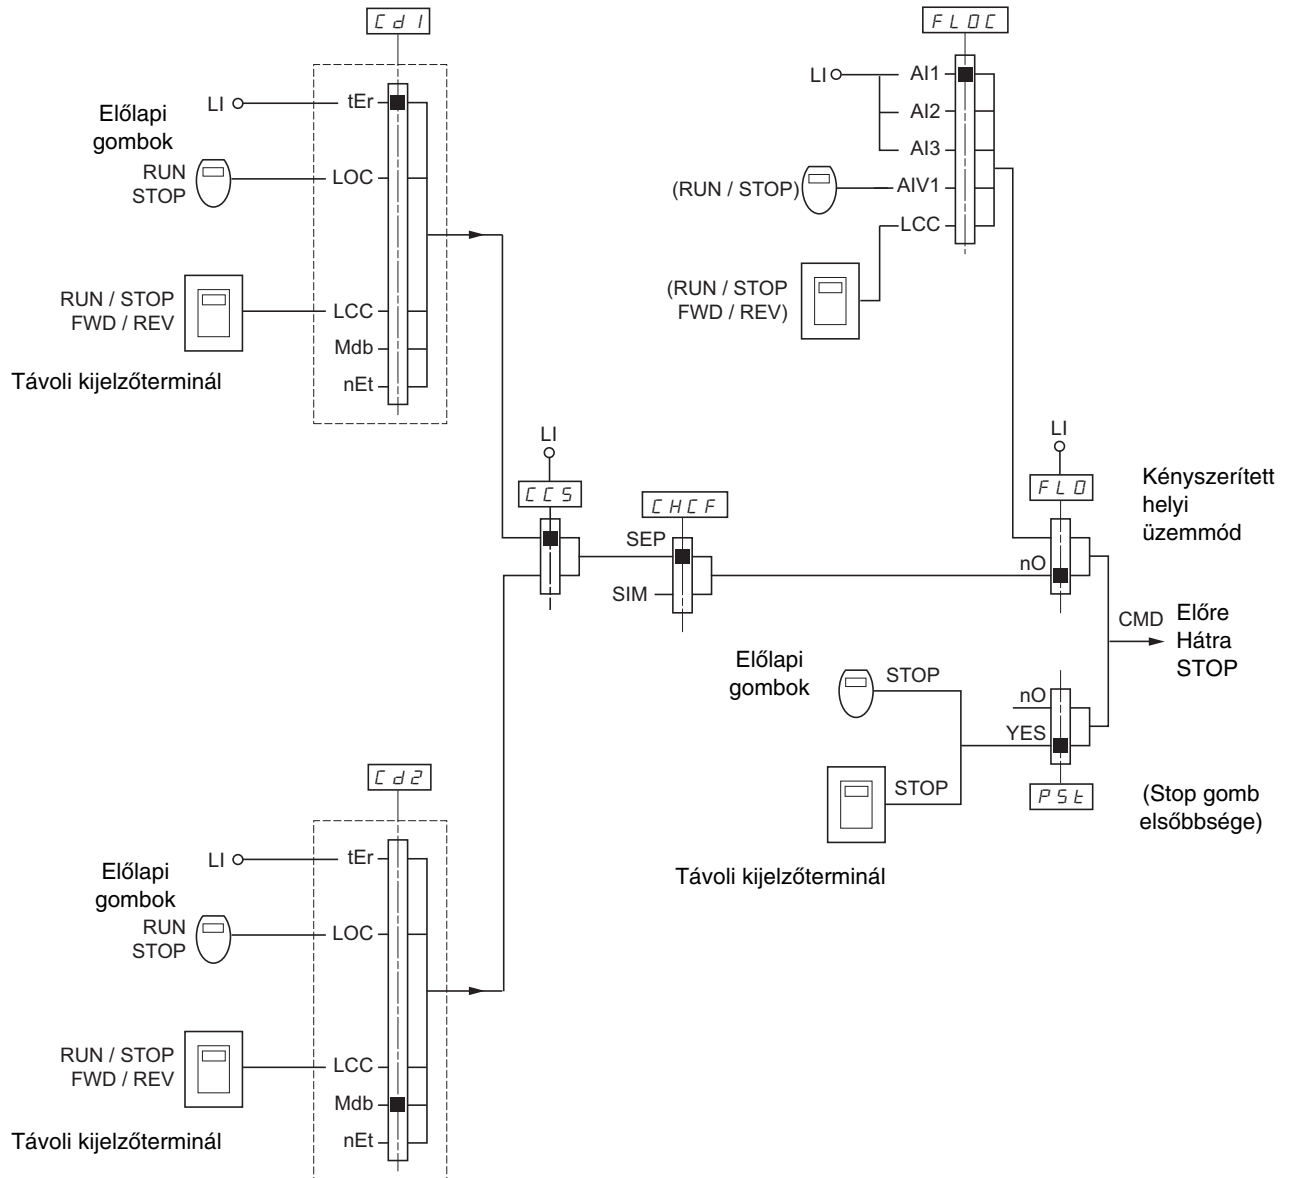 Cd1
LI
tEr
Előlapi
gombok
RUN
STOP
LOC
RUN / STOP
FWD / REV
LCC
Mdb
nEt
Távoli kijelzőterminál
FLOC
LI
AI1
AI2
AI3
(RUN / STOP)
AIV1
LCC
(RUN / STOP
FWD / REV)
LI
CCS
CHCF
SEP
SIM
LI
FLO
nO
Kényszerített
helyi
üzemmód
CMD
Előre
Hátra
STOP
Előlapi
gombok
STOP
nO
YES
STOP
PSt
(Stop gomb
elsőbbsége)
Távoli kijelzőterminál
Cd2
LI
tEr
Előlapi
gombok
RUN
STOP
LOC
RUN / STOP
FWD / REV
LCC
Mdb
nEt
Távoli kijelzőterminál